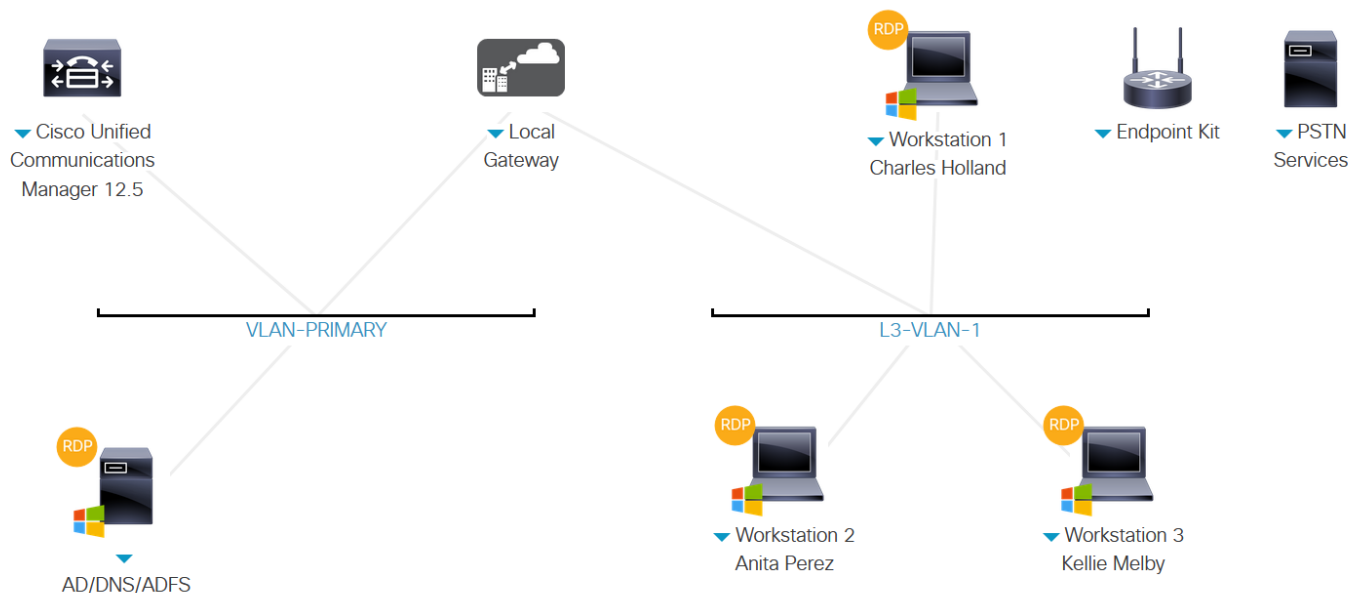 RDP
Cisco Unified
Communications
Manager 12.5
Local
Gateway
Workstation 1
Charles Holland
Endpoint Kit
PSTN
Services
VLAN-PRIMARY
L3-VLAN-1
RDP
RDP
RDP
AD/DNS/ADFS
Workstation 2
Anita Perez
Workstation 3
Kellie Melby